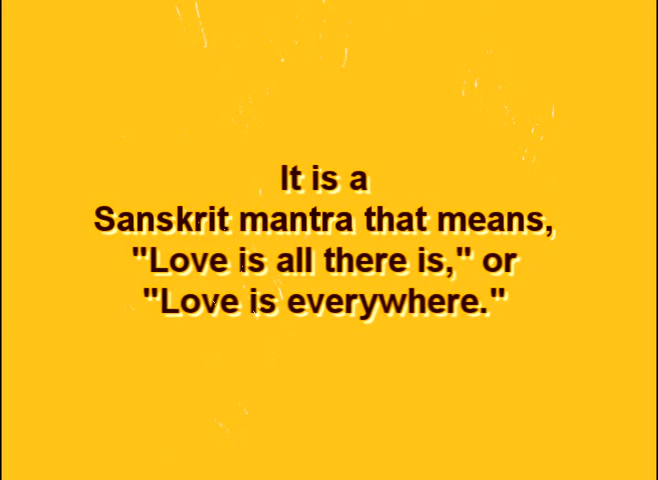 It is a
Sanskrit mantra that means,
"Love is all there is," or
"Love is everywhere."